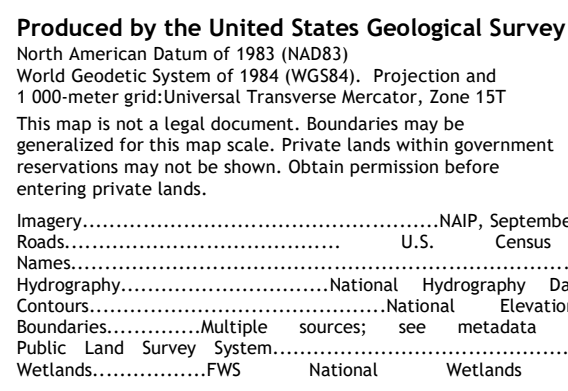 Produced by the United States Geological Survey
North American Datum of 1983 (NAD83)
World Geodetic System of 1984 (WGS84). Projection and
1 000-meter grid:Universal Transverse Mercator, Zone 15T
This map is not a legal document. Boundaries may be
generalized for this map scale. Private lands within government
reservations may not be shown. Obtain permission before
entering private lands.
Imagery.....................................................NAIP,
Roads......................................... U.S. Census
Names..........................................................................
Hydrography...............................National Hydrography
Contours............................................National
Boundaries..............Multiple sources; see metadata
Public Land Survey System............................................
Wetlands.................FWS National Wetlands